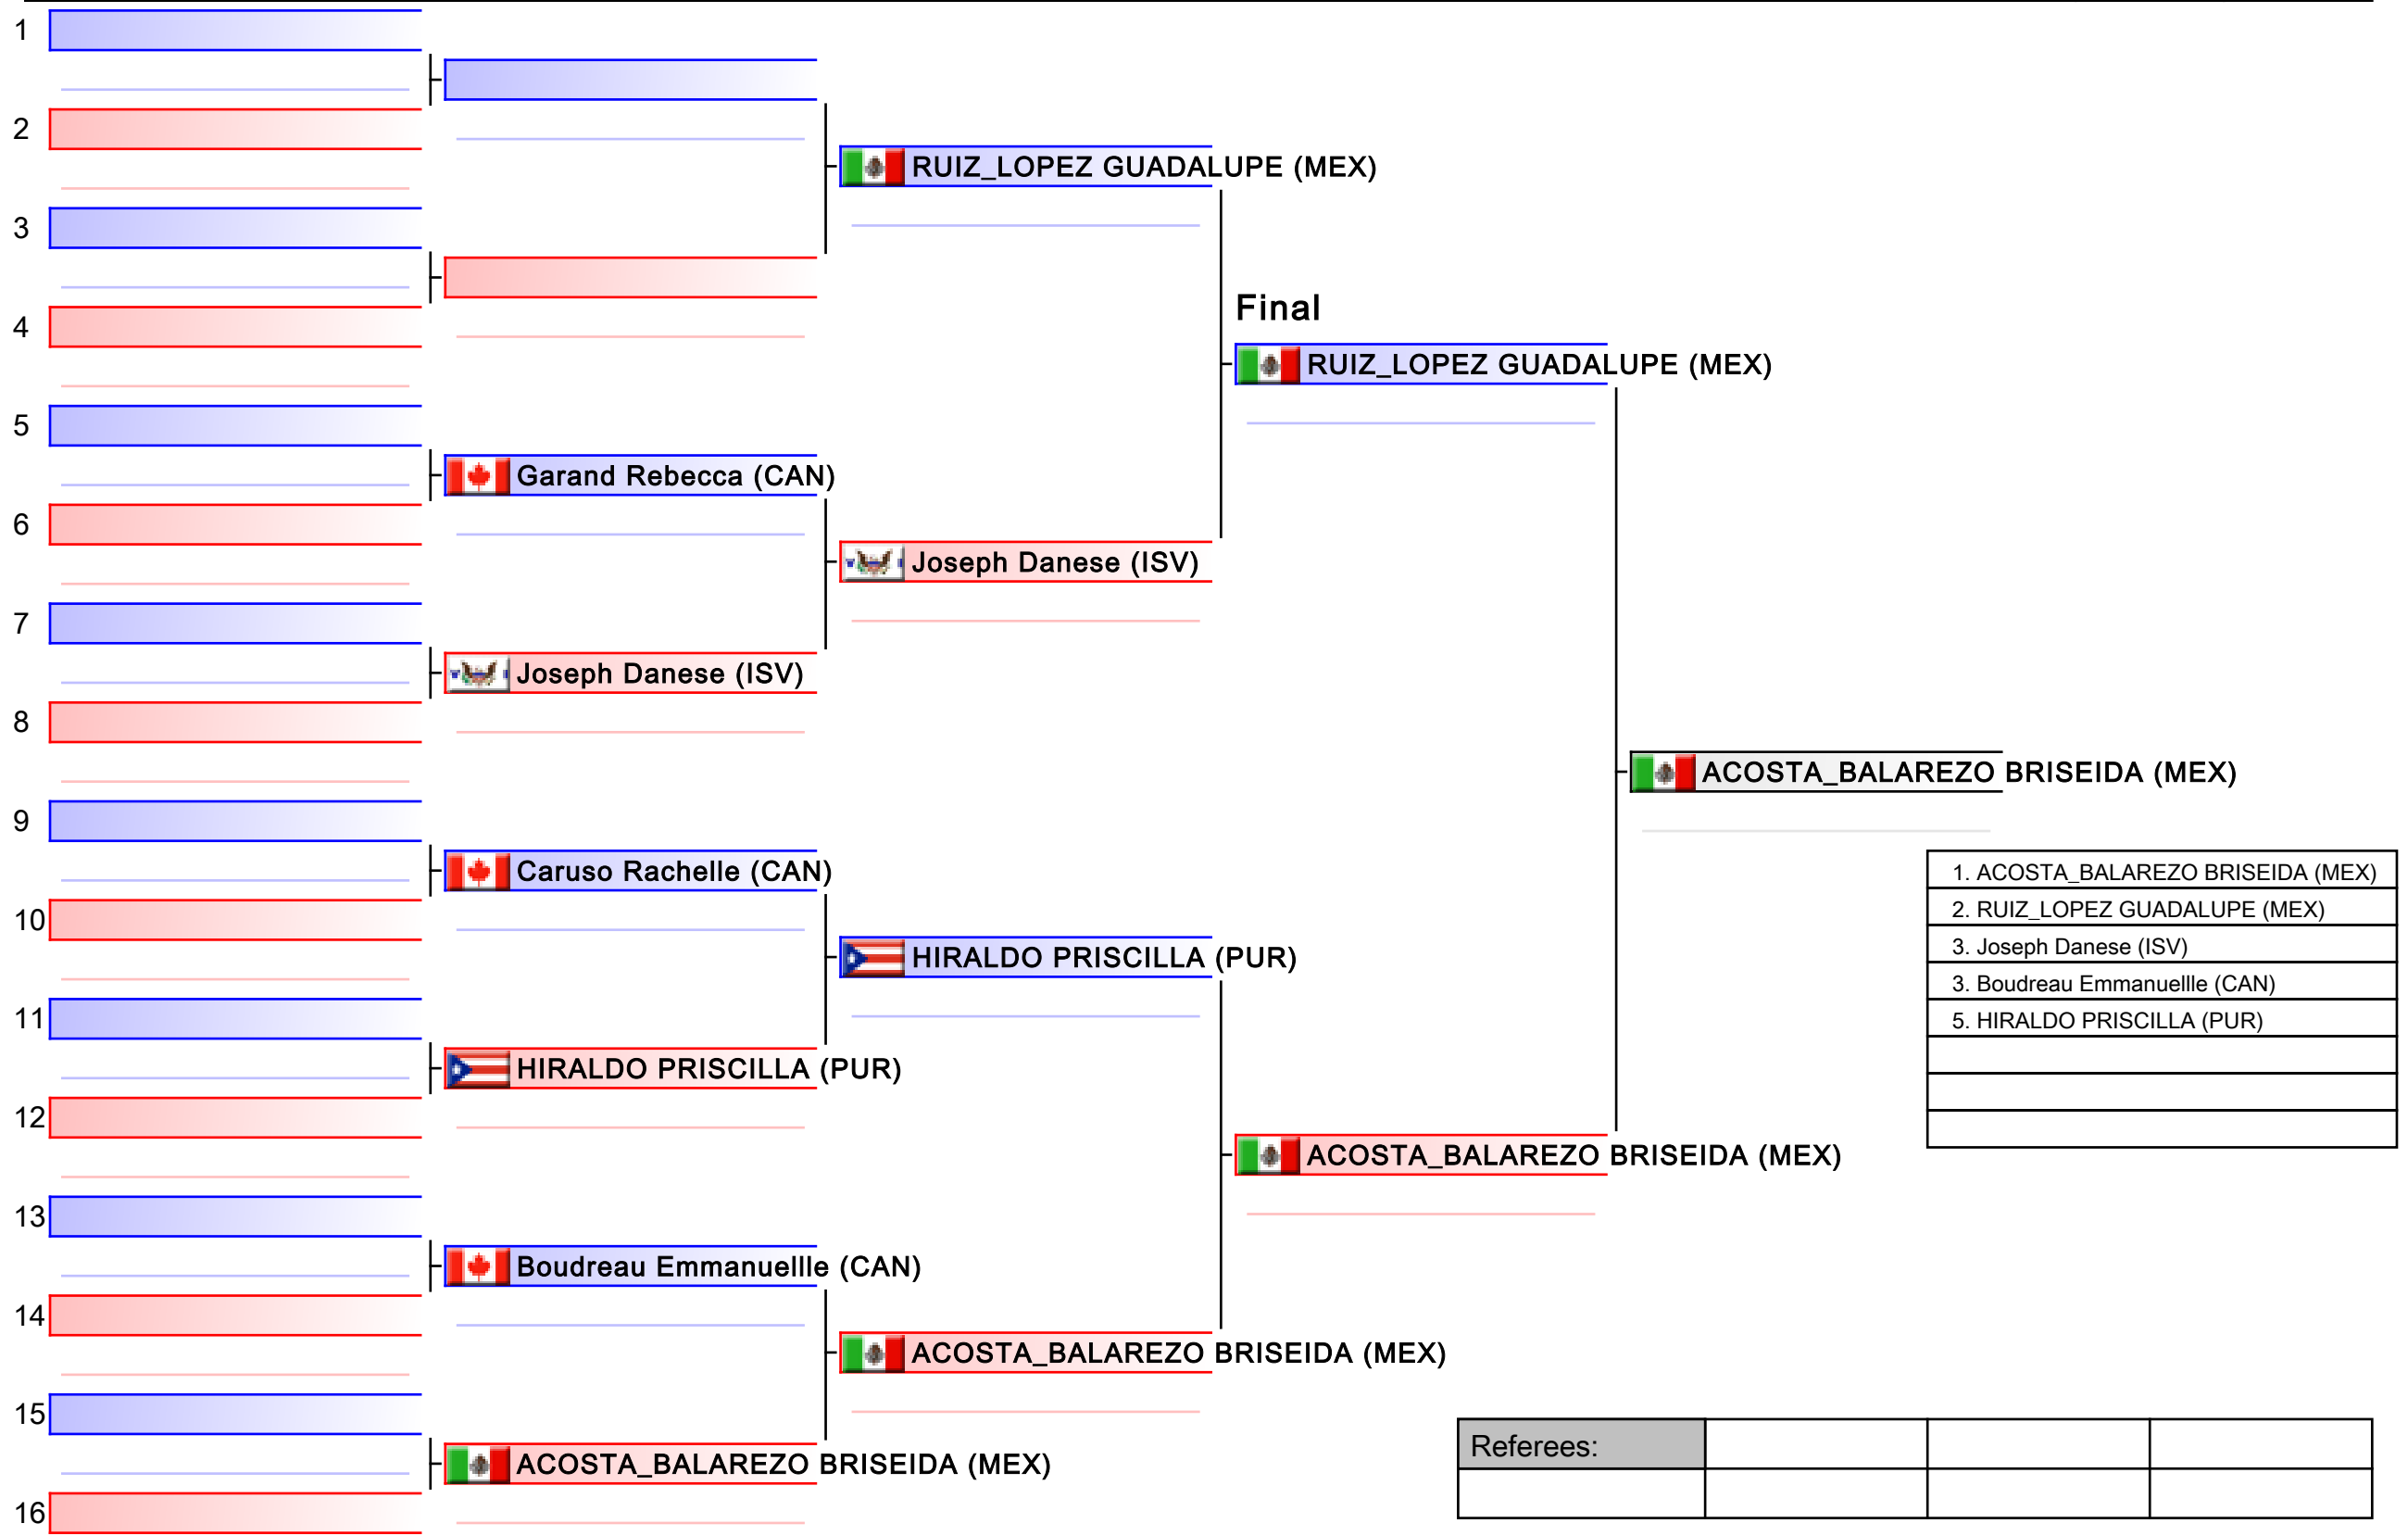 1
2
RUIZ_LOPEZ GUADALUPE (MEX)
3
Final
4
RUIZ_LOPEZ GUADALUPE (MEX)
5
Garand Rebecca (CAN)
6
Joseph Danese (ISV)
7
Joseph Danese (ISV)
8
ACOSTA_BALAREZO BRISEIDA (MEX)
9
Caruso Rachelle (CAN)
1. ACOSTA_BALAREZO BRISEIDA (MEX)
2. RUIZ_LOPEZ GUADALUPE (MEX)
3. Joseph Danese (ISV)
3. Boudreau Emmanuellle (CAN)
5. HIRALDO PRISCILLA (PUR)
10
HIRALDO PRISCILLA (PUR)
11
HIRALDO PRISCILLA (PUR)
12
ACOSTA_BALAREZO BRISEIDA (MEX)
13
Boudreau Emmanuellle (CAN)
14
ACOSTA_BALAREZO BRISEIDA (MEX)
15
Referees:
ACOSTA_BALAREZO BRISEIDA (MEX)
16